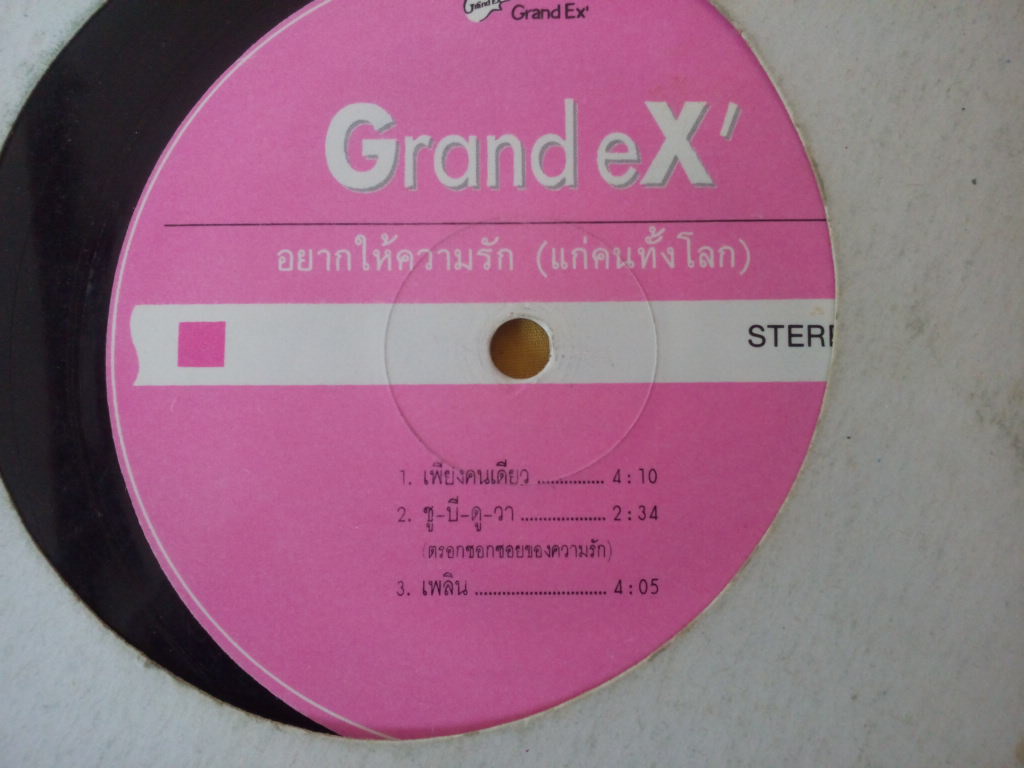 Grand Ex'
Grand eX'
อยากให้ความรัก (แก่คนทั้งโลก)
1. เพียงคนเดียว ............... 4 : 10
2. ซู-บี-ดู-วา ................... 2 : 34
(ตรอกซอกซอยของความรัก)
3. เพลิน ............................. 4 : 05